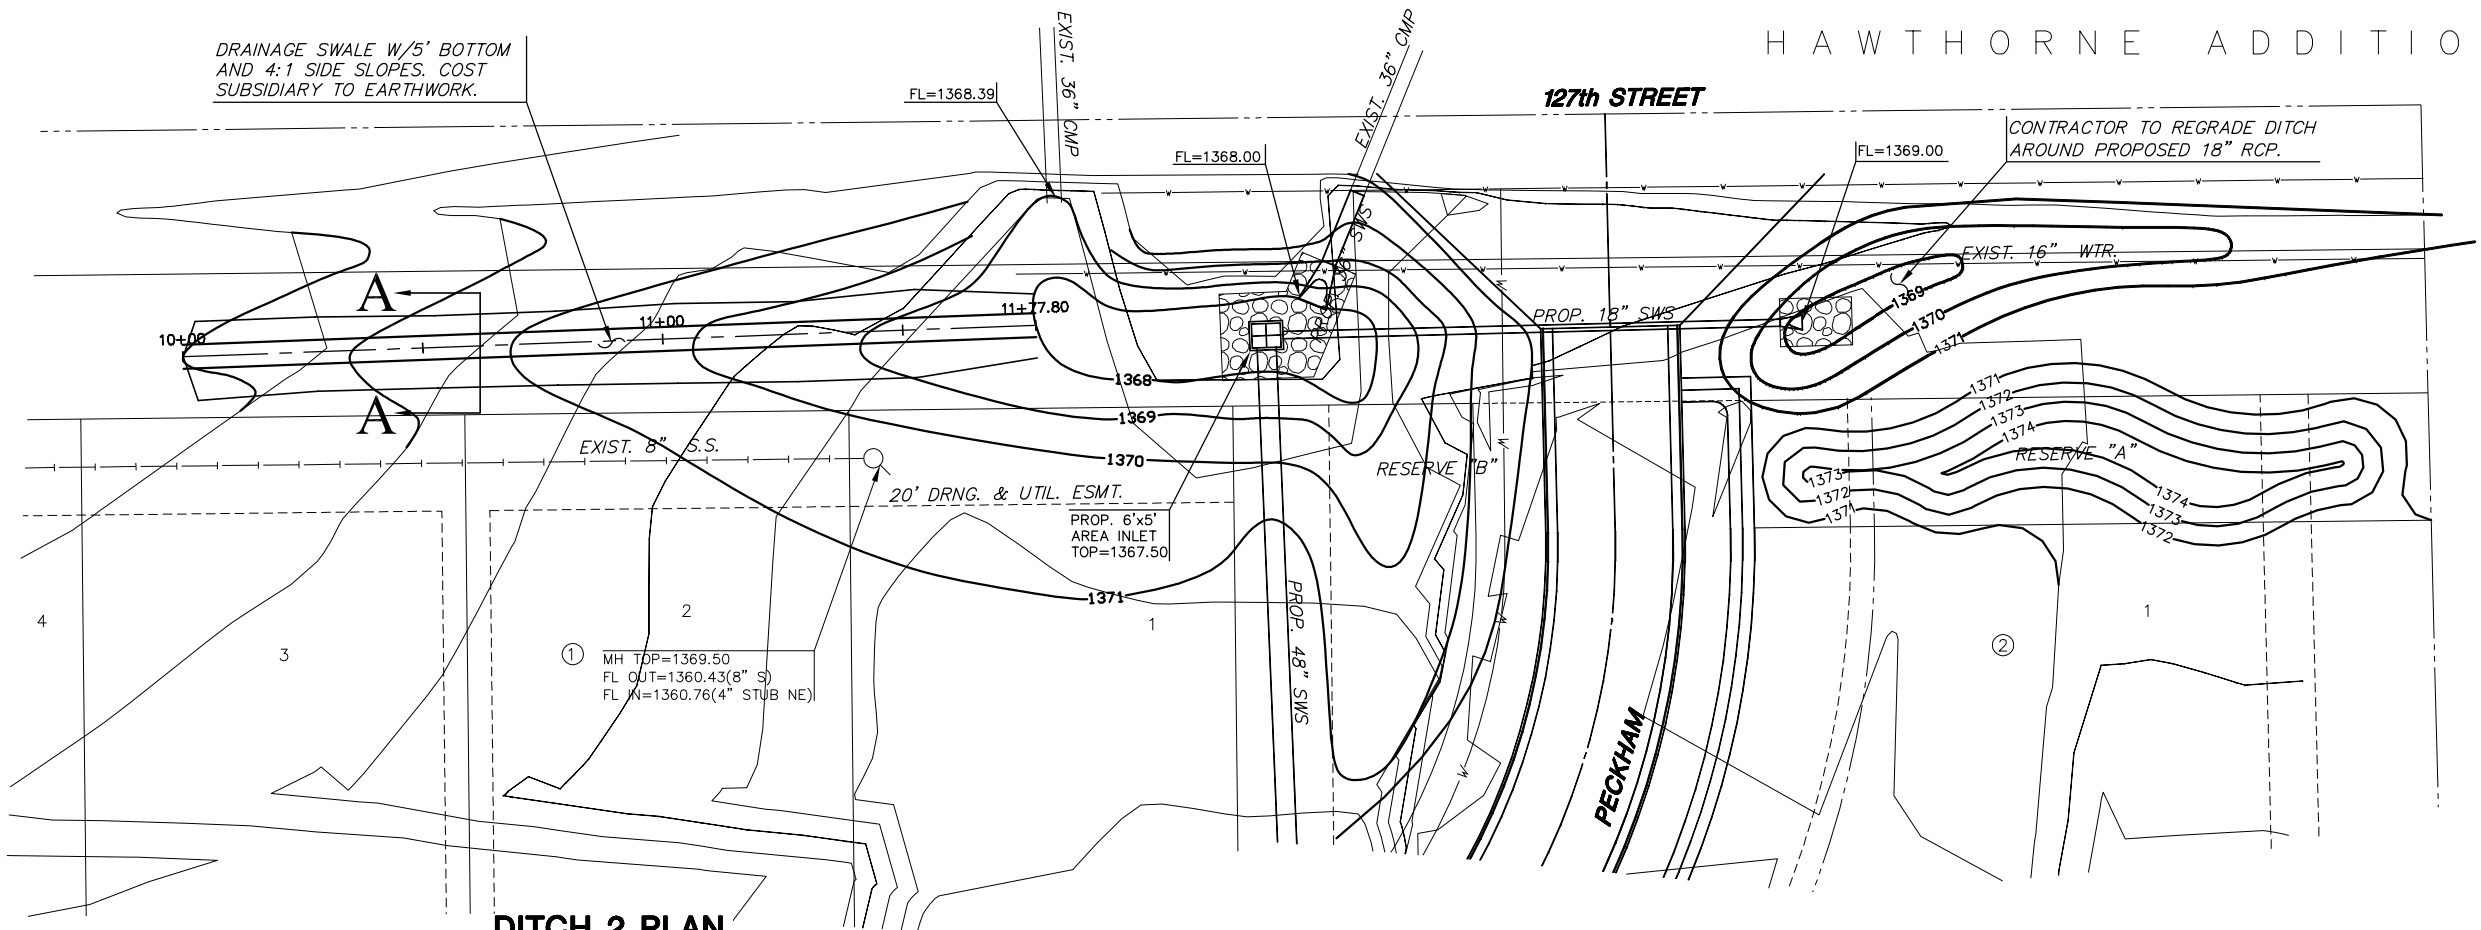 HAWTHORNE ADDITIO
DRAINAGE SWALE W/5' BOTTOM
AND 4:1 SIDE SLOPES. COST
SUBSIDIARY TO EARTHWORK.
EXIST. 36" CMP
EXIST. 36" CMP
FL=1368.39
FL=1368.00
127th STREET
FL=1369.00
CONTRACTOR TO REGRADE DITCH
AROUND PROPOSED 18" RCP.
W W W W W W W W W W W W W W W W
EXIST. 16" WTR.
A
10+00
11+00
11+77.80
SWS
PROP. 18" SWS
1369
1370
1371
A
1368
1369
1370
1371
EXIST. 8" S.S.
20' DRNG. & UTIL. ESMT.
PROP. 6'x5'
AREA INLET
TOP=1367.50
RESERVE "B"
1371
1372
1373
1374
RESERVE "A"
1373
1372
1371
1374
1373
1372
PROP. 48" SWS
PECKHAM
4
3
2
1
1
MH TOP=1369.50
FL OUT=1360.43(8" S)
FL IN=1360.76(4" STUB NE)
2
1
DITCH 2 PLAN